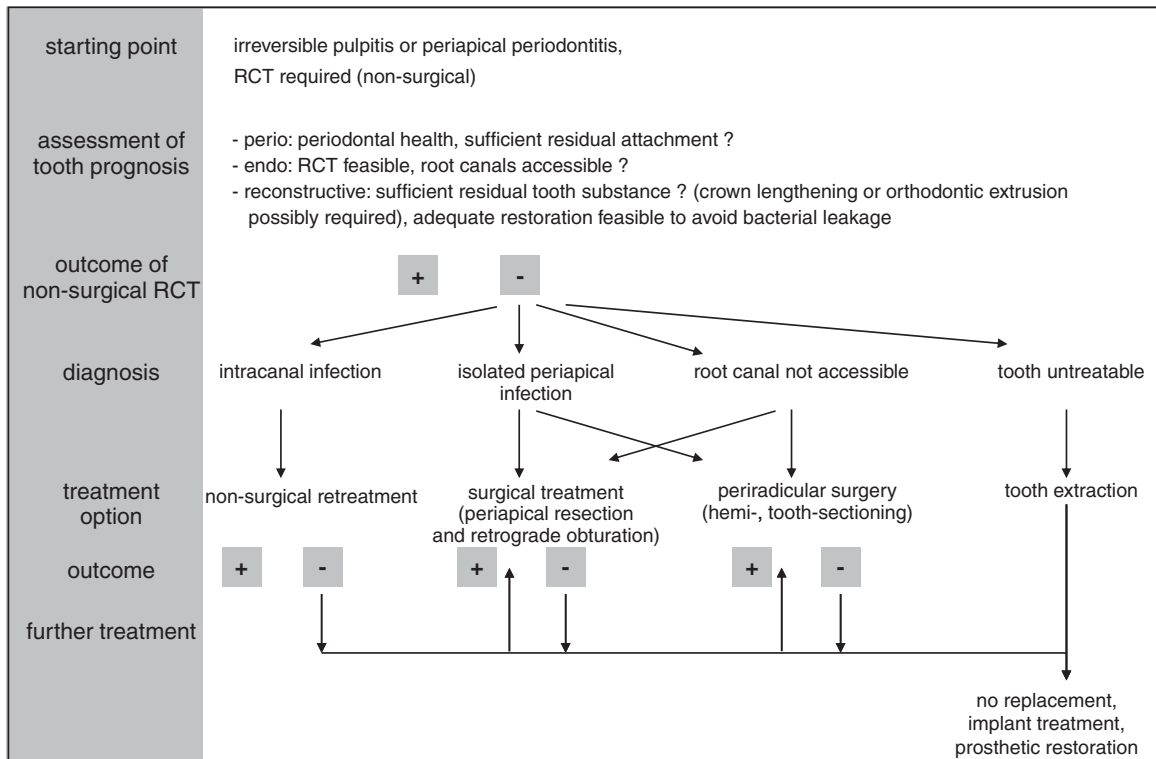 starting point
irreversible pulpitis or periapical periodontitis,
RCT required (non-surgical)
assessment of
tooth prognosis
- perio: periodontal health, sufficient residual attachment ?
- endo: RCT feasible, root canals accessible ?
- reconstructive: sufficient residual tooth substance ? (crown lengthening or orthodontic extrusion
possibly required), adequate restoration feasible to avoid bacterial leakage
outcome of
non-surgical RCT
+
-
diagnosis
intracanal infection
isolated periapical
infection
root canal not accessible
tooth untreatable
treatment
option
non-surgical retreatment
surgical treatment
(periapical resection
and retrograde obturation)
periradicular surgery
(hemi-, tooth-sectioning)
tooth extraction
outcome
+
-
+
-
+
-
further treatment
no replacement,
implant treatment,
prosthetic restoration